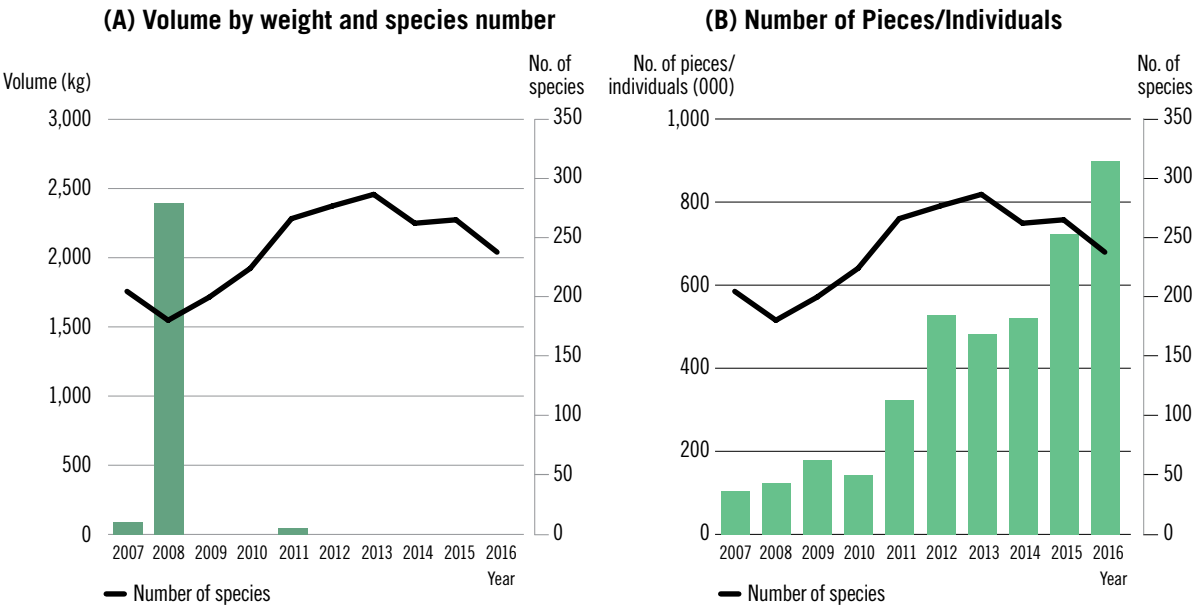 (A) Volume by weight and species number
Volume (kg)
No. of
species
3,000
2,500
2,000
1,500
1,000
500
0
350
300
250
200
150
100
50
0
2007 2008 2009 2010 2011 2012 2013 2014 2015 2016
Year
Number of species
(B) Number of Pieces/Individuals
No. of pieces/
individuals (000)
No. of
species
1,000
800
600
400
200
0
350
300
250
200
150
100
50
0
2007 2008 2009 2010 2011 2012 2013 2014 2015 2016
Year
Number of species